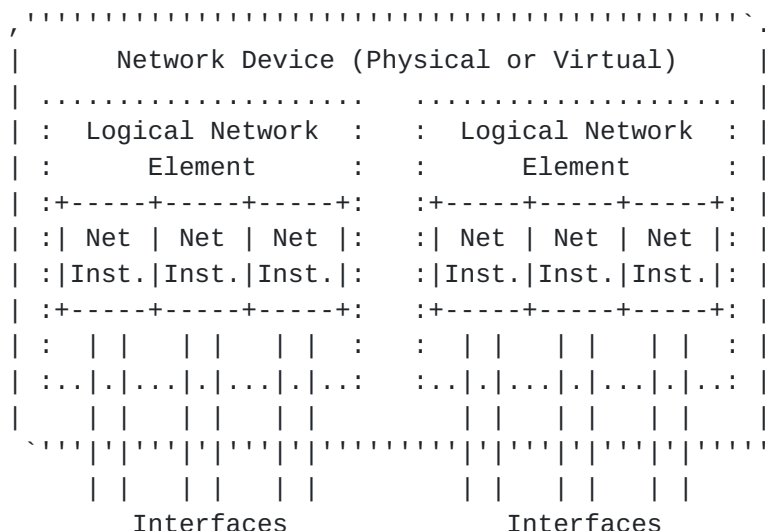 Network Device (Physical or Virtual)
Logical Network Logical Network
Element Element
Net Net Net Net Net Net
Inst. Inst. Inst. Inst. Inst. Inst.
Interfaces Interfaces